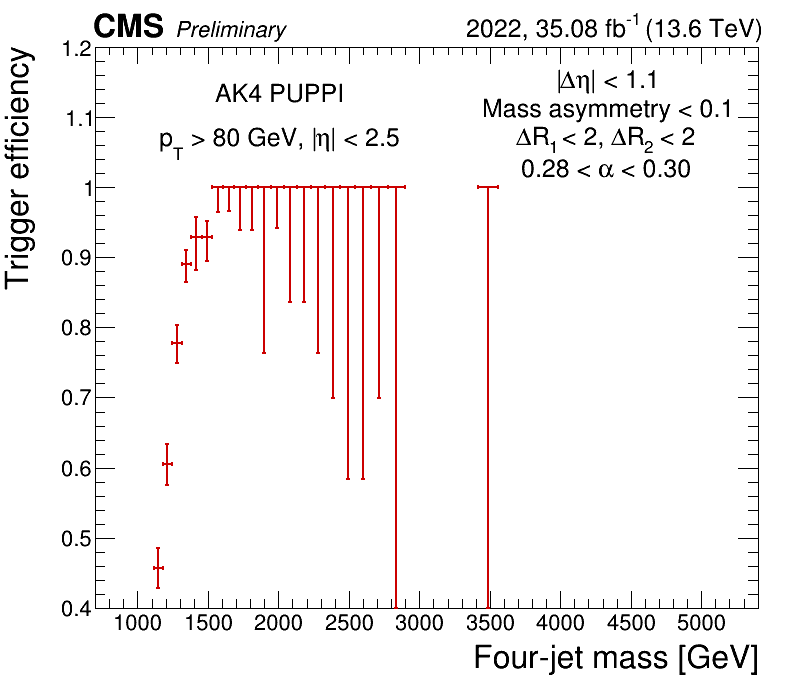 CMS Preliminary 2022, 35.08 fb⁻¹ (13.6 TeV)
AK4 PUPPI
p_T > 80 GeV, |η| < 2.5
|Δη| < 1.1
Mass asymmetry < 0.1
ΔR₁ < 2, ΔR₂ < 2
0.28 < α < 0.30
Trigger efficiency
1.2
1.1
1
0.9
0.8
0.7
0.6
0.5
0.4
1000 1500 2000 2500 3000 3500 4000 4500 5000
Four-jet mass [GeV]